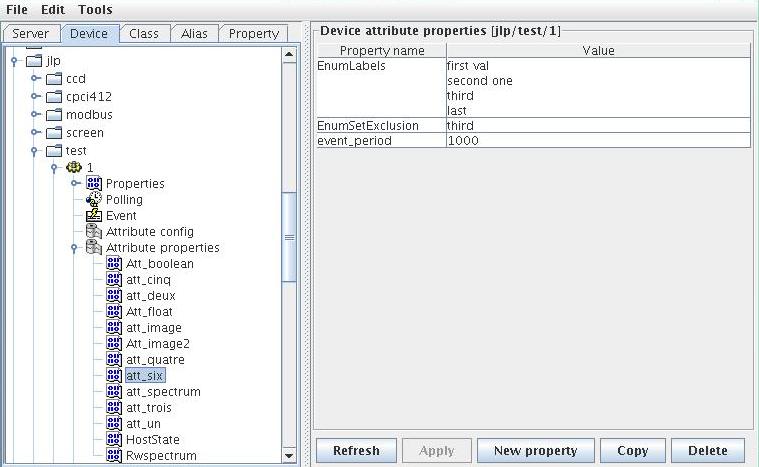 File Edit Tools
Server Device Class Alias Property
jlp
ccd
cpci412
modbus
screen
test
1
Properties
Polling
Event
Attribute config
Attribute properties
Att_boolean
att_cinq
att_deux
Att_float
att_image
Att_image2
att_quatre
att_six
att_spectrum
att_trois
att_un
HostState
Rwspectrum
Device attribute properties [jlp/test/1]
Property name Value
EnumLabels first val
second one
third
last
EnumSetExclusion third
event_period 1000
Refresh Apply New property Copy Delete